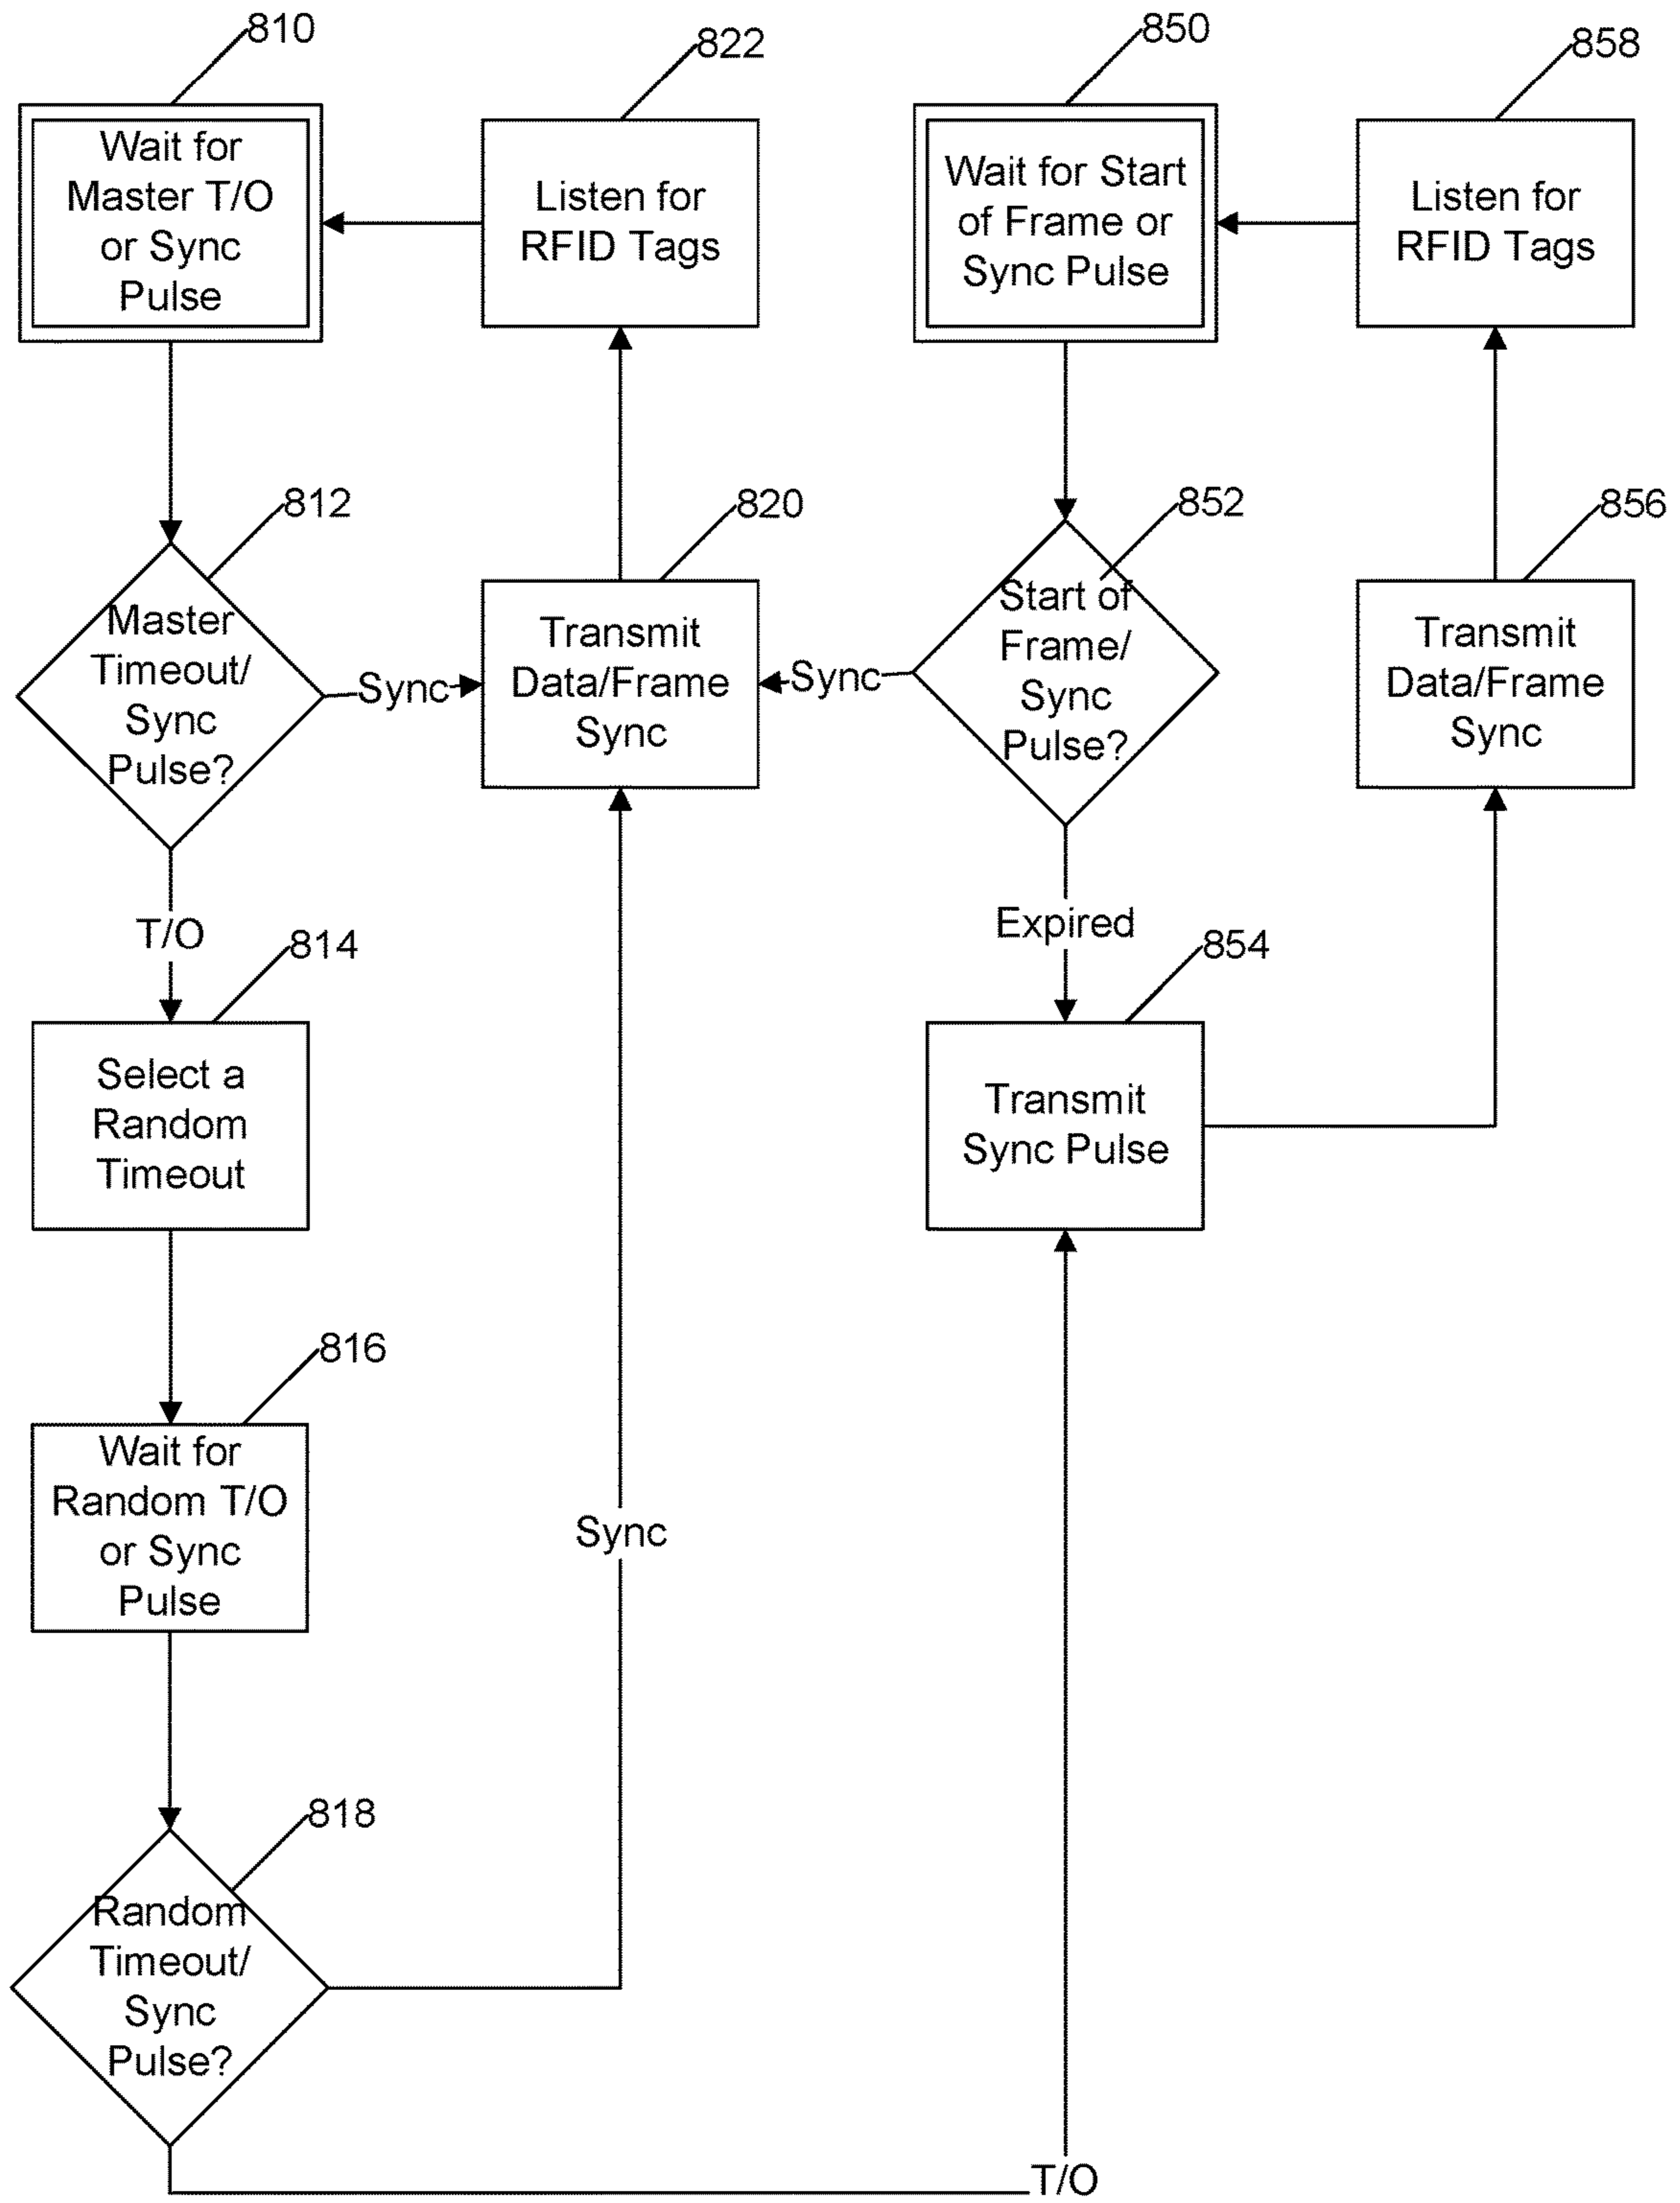 810
822
850
858
Wait for
Master T/O
or Sync
Pulse
Listen for
RFID Tags
Wait for Start
of Frame or
Sync Pulse
Listen for
RFID Tags
812
820
852
856
Master
Timeout/
Sync
Pulse?
Sync
Transmit
Data/Frame
Sync
Sync
Start of
Frame/
Sync
Pulse?
Transmit
Data/Frame
Sync
T/O
814
Expired
854
Select a
Random
Timeout
Transmit
Sync Pulse
816
Wait for
Random T/O
or Sync
Pulse
Sync
818
Random
Timeout/
Sync
Pulse?
T/O